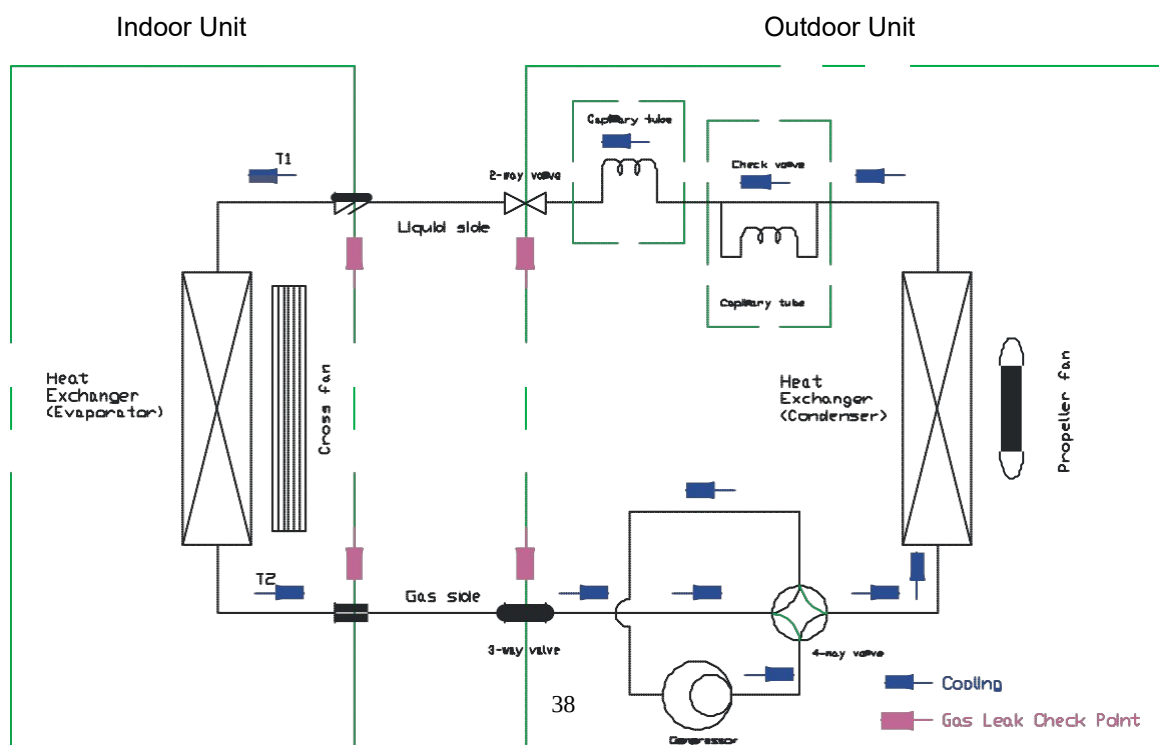 Indoor Unit
Outdoor Unit
Capillary tube
T1
2-way valve
Check valve
Liquid side
Capillary tube
Heat
Exchanger
(Evaporator)
Cross fan
Heat
Exchanger
(Condenser)
Propeller fan
T2
Gas side
3-way valve
4-way valve
Cooling
38
Gas Leak Check Point